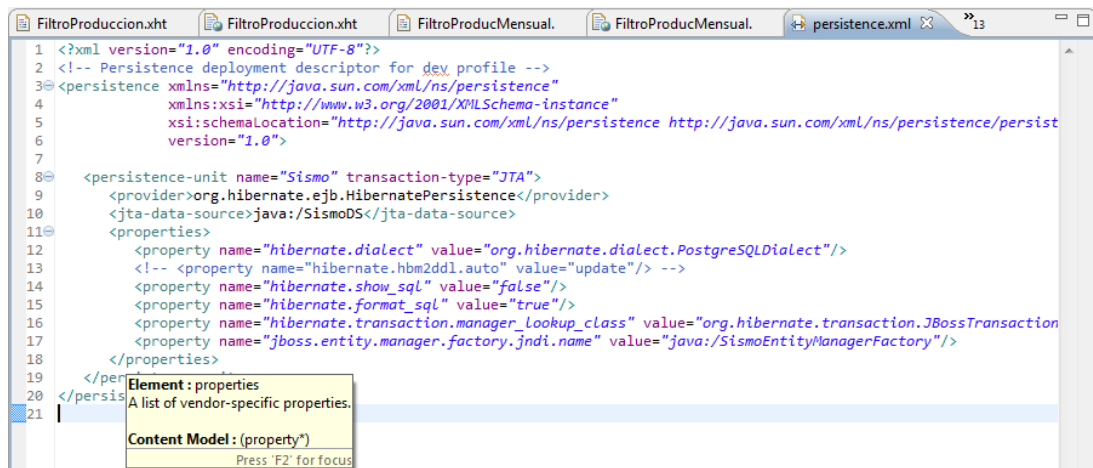 FiltroProduccion.xht
FiltroProduccion.xht
FiltroProducMensual.
FiltroProducMensual.
persistence.xml
»13
1 <?xml version="1.0" encoding="UTF-8"?>
2 <!-- Persistence deployment descriptor for dev profile -->
3 <persistence xmlns="http://java.sun.com/xml/ns/persistence"
4 xmlns:xsi="http://www.w3.org/2001/XMLSchema-instance"
5 xsi:schemaLocation="http://java.sun.com/xml/ns/persistence http://java.sun.com/xml/ns/persistence/persist
6 version="1.0">
7
8 <persistence-unit name="Sismo" transaction-type="JTA">
9 <provider>org.hibernate.ejb.HibernatePersistence</provider>
10 <jta-data-source>java:/SismoDS</jta-data-source>
11 <properties>
12 <property name="hibernate.dialect" value="org.hibernate.dialect.PostgreSQLDialect"/>
13 <!-- <property name="hibernate.hbm2ddl.auto" value="update"/> -->
14 <property name="hibernate.show_sql" value="false"/>
15 <property name="hibernate.format_sql" value="true"/>
16 <property name="hibernate.transaction.manager_lookup_class" value="org.hibernate.transaction.JBossTransaction
17 <property name="jboss.entity.manager.factory.jndi.name" value="java:/SismoEntityManagerFactory"/>
18 </properties>
19 </per
20 </persis
21
Element : properties
A list of vendor-specific properties.
Content Model : (property*)
Press 'F2' for focus